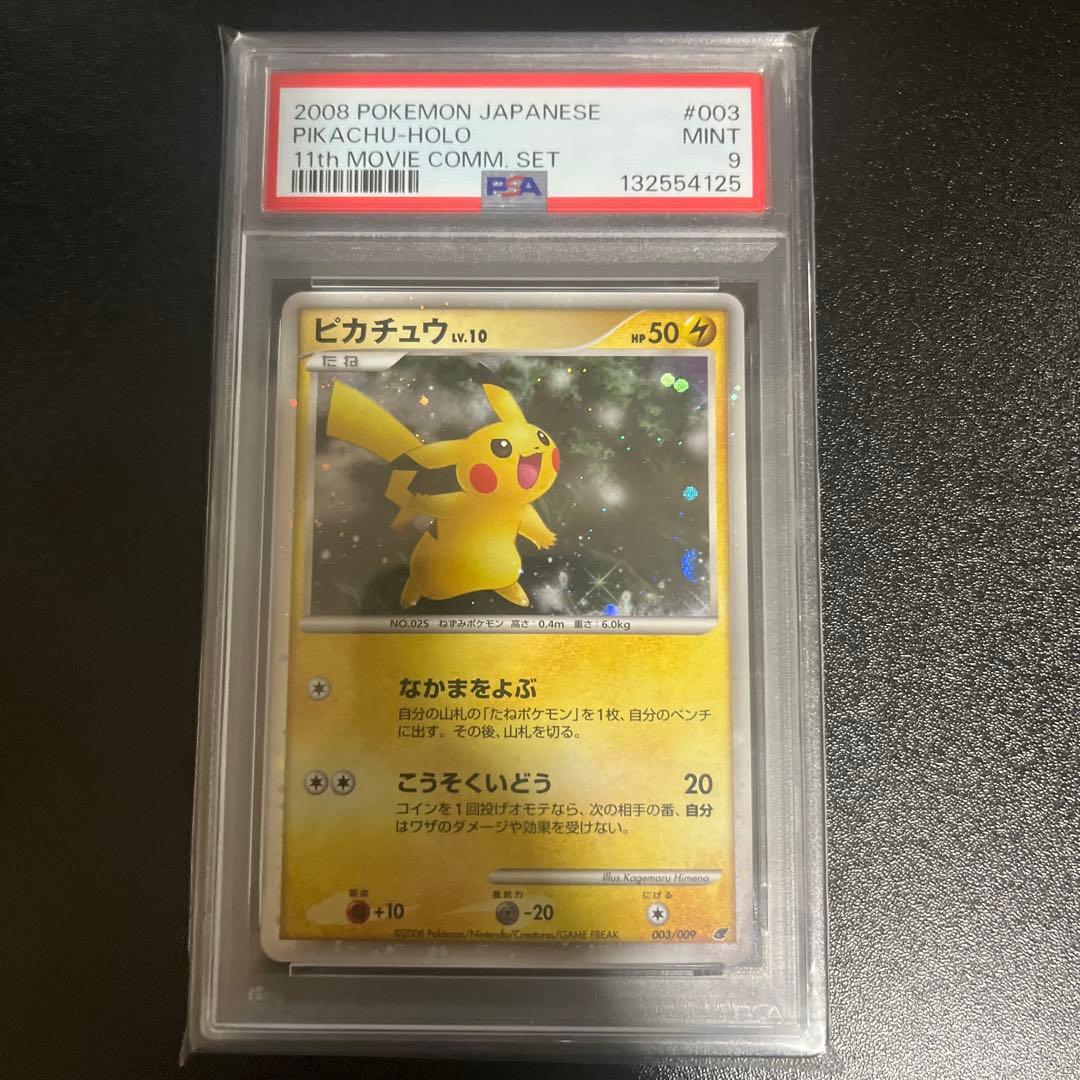 2008 POKEMON JAPANESE #003
PIKACHU-HOLO MINT
11th MOVIE COMM. SET 9
PSA 132554125
ピカチュウ LV.10 HP 50
たね
NO.025 ねずみポケモン 高さ:0.4m 重さ:6.0kg
なかまをよぶ
自分の山札の「たねポケモン」を1枚、自分のベンチ
に出す。その後、山札を切る。
こうそくいどう 20
コインを1回投げオモテなら、次の相手の番、自分
はワザのダメージや効果を受けない。
Illus. Kagemaru Himeno
弱点 抵抗力 にげる
+10 -20
©2008 Pokémon/Nintendo/Creatures/GAME FREAK 003/009
PSA